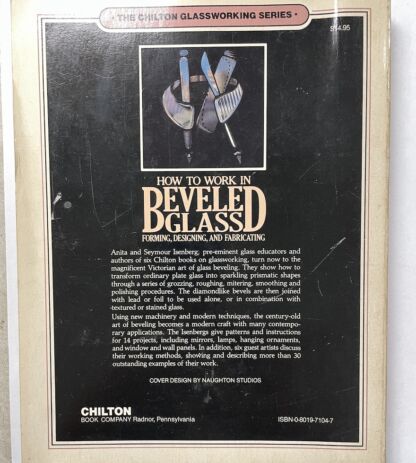 • THE CHILTON GLASSWORKING SERIES •
$14.95
HOW TO WORK IN
BEVELED
GLASS
FORMING, DESIGNING, AND FABRICATING
Anita and Seymour Isenberg, pre-eminent glass educators and
authors of six Chilton books on glassworking, turn now to the
magnificent Victorian art of glass beveling. They show how to
transform ordinary plate glass into sparkling prismatic shapes
through a series of grozzing, roughing, mitering, smoothing and
polishing procedures. The diamondlike bevels are then joined
with lead or foil to be used alone, or in combination with
textured or stained glass.
Using new machinery and modern techniques, the century-old
art of beveling becomes a modern craft with many contempo-
rary applications. The Isenbergs give patterns and instructions
for 14 projects, including mirrors, lamps, hanging ornaments,
and window and wall panels. In addition, six guest artists discuss
their working methods, showing and describing more than 30
outstanding examples of their work.
COVER DESIGN BY NAUGHTON STUDIOS
CHILTON
BOOK COMPANY Radnor, Pennsylvania
ISBN-0-8019-7104-7